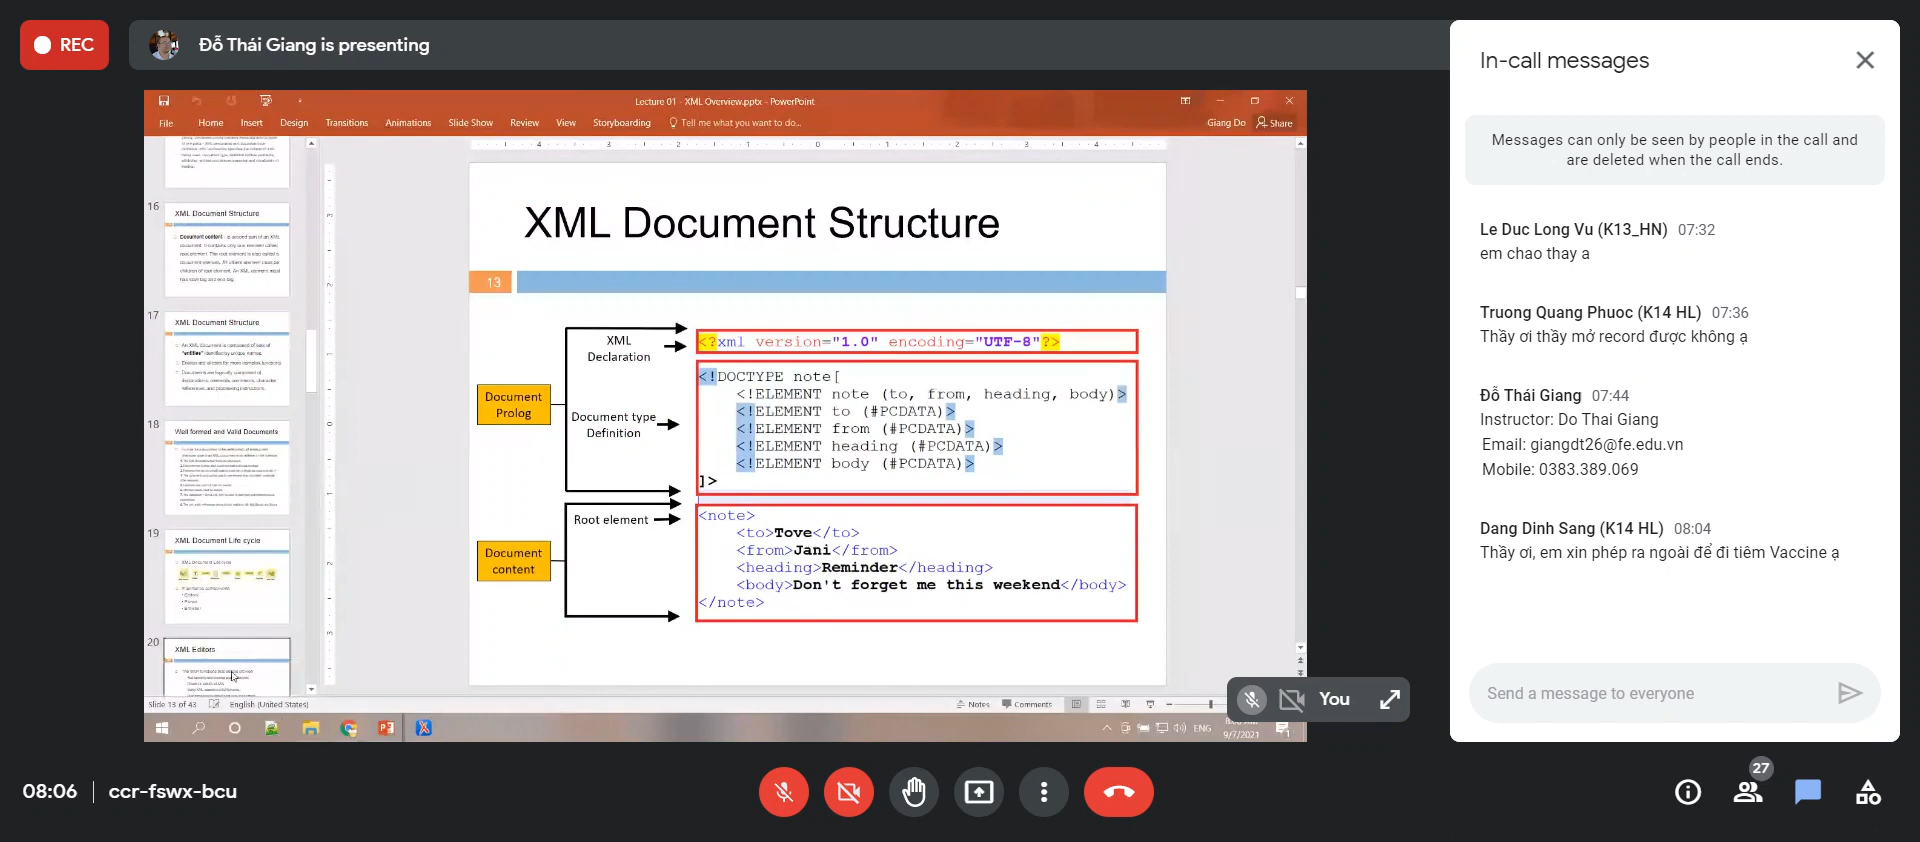 REC
Đỗ Thái Giang is presenting
Lecture 01 - XML Overview.pptx - PowerPoint
File Home Insert Design Transitions Animations Slide Show Review View Storyboarding Tell me what you want to do... Giang Do Share
16
XML Document Structure
17
XML Document Structure
18
Well formed and Valid Documents
19
XML Document Life cycle
20
XML Editors
XML Document Structure
13
Document
Prolog
XML
Declaration
<?xml version="1.0" encoding="UTF-8"?>
Document type
Definition
<!DOCTYPE note[
<!ELEMENT note (to, from, heading, body)>
<!ELEMENT to (#PCDATA)>
<!ELEMENT from (#PCDATA)>
<!ELEMENT heading (#PCDATA)>
<!ELEMENT body (#PCDATA)>
]>
Document
content
Root element
<note>
<to>Tove</to>
<from>Jani</from>
<heading>Reminder</heading>
<body>Don't forget me this weekend</body>
</note>
Slide 13 of 43 English (United States)
Notes Comments
ENG
9/7/2021
You
In-call messages
Messages can only be seen by people in the call and
are deleted when the call ends.
Le Duc Long Vu (K13_HN) 07:32
em chao thay a
Truong Quang Phuoc (K14 HL) 07:36
Thầy ơi thầy mở record được không ạ
Đỗ Thái Giang 07:44
Instructor: Do Thai Giang
Email: giangdt26@fe.edu.vn
Mobile: 0383.389.069
Dang Dinh Sang (K14 HL) 08:04
Thầy ơi, em xin phép ra ngoài để đi tiêm Vaccine ạ
Send a message to everyone
08:06 ccr-fswx-bcu
27